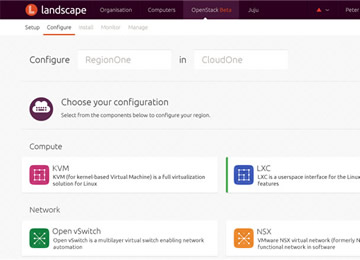 landscape Organisation Computers OpenStack Beta Juju Peter
Setup Configure Install Monitor Manage
Configure RegionOne in CloudOne
Choose your configuration
Select from the components below to configure your region.
Compute
KVM
KVM (for kernel-based Virtual Machine) is a full virtualization
solution for Linux
LXC
LXC is a userspace interface for the Linux
features
Network
Open vSwitch
Open vSwitch is a multilayer virtual switch enabling network
automation
NSX
VMware NSX virtual network (formerly N
functional network in software